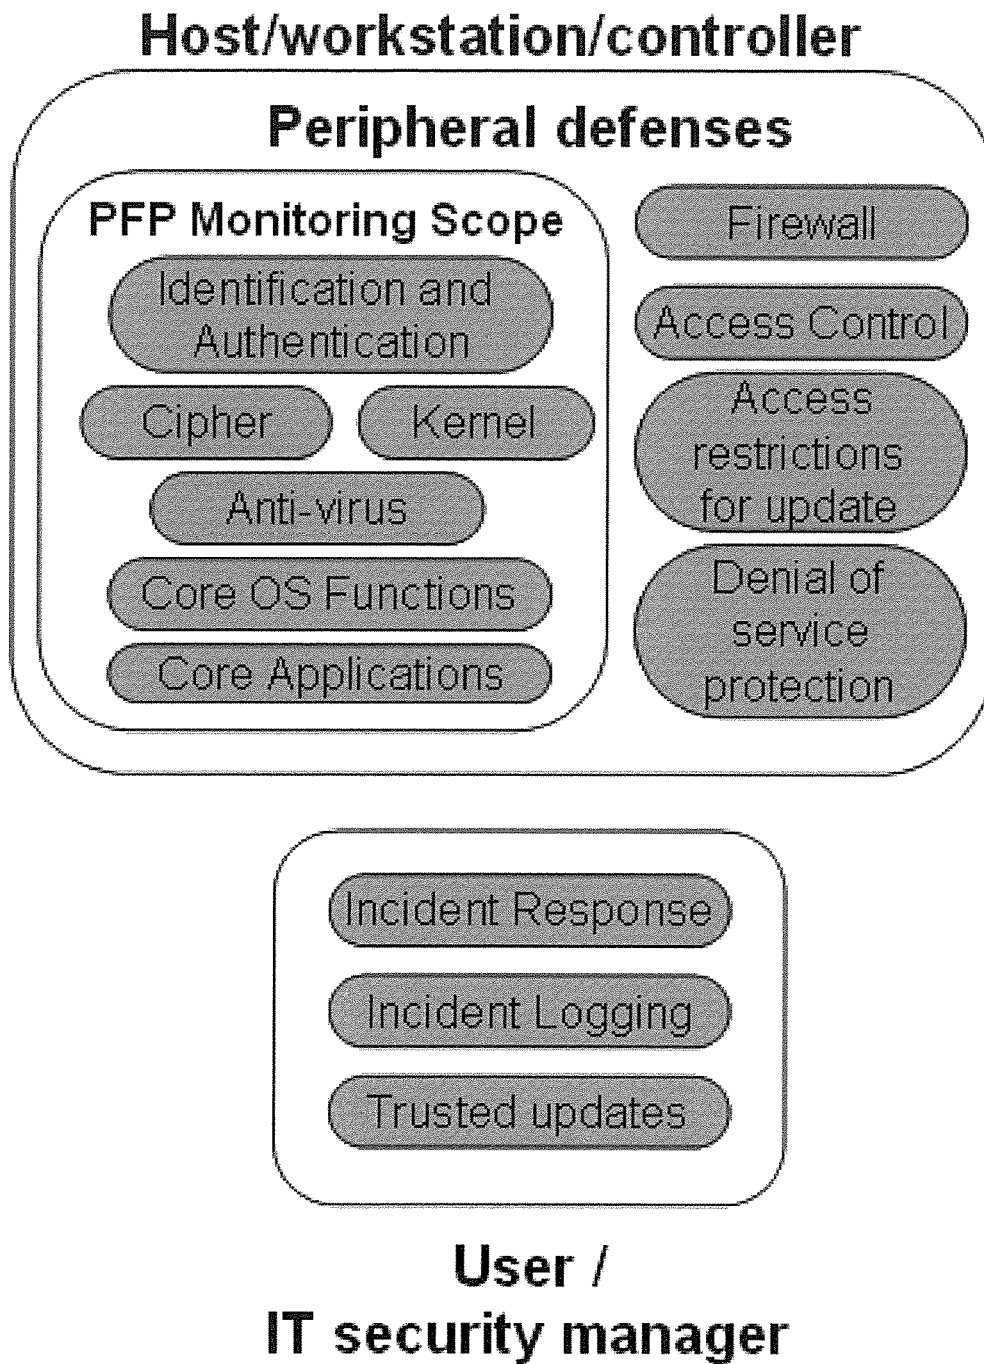 Host/workstation/controller
Peripheral defenses
PFP Monitoring Scope
Identification and
Authentication
Cipher
Kernel
Anti-virus
Core OS Functions
Core Applications
Firewall
Access Control
Access
restrictions
for update
Denial of
service
protection
Incident Response
Incident Logging
Trusted updates
User /
IT security manager